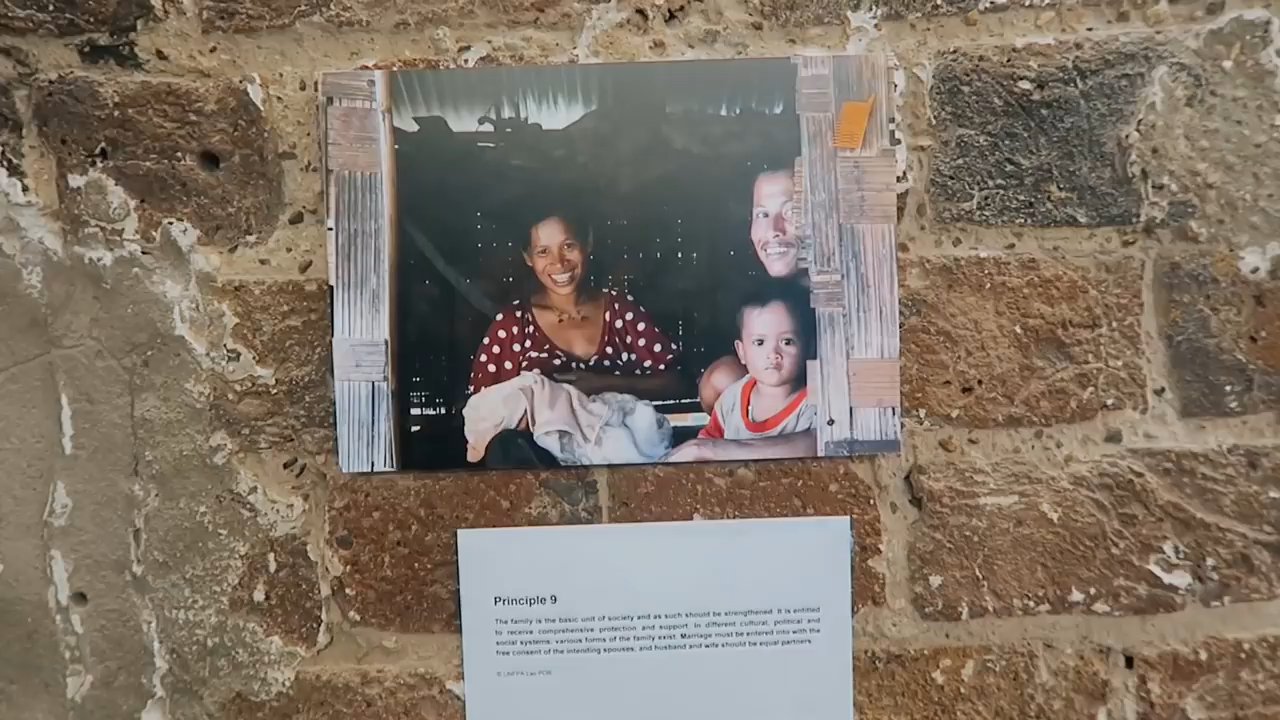 Principle 9
The family is the basic unit of society and as such should be strengthened. It is entitled
to receive comprehensive protection and support. In different cultural, political and
social systems, various forms of the family exist. Marriage must be entered into with the
free consent of the intending spouses, and husband and wife should be equal partners.
© UNFPA Lao PDR